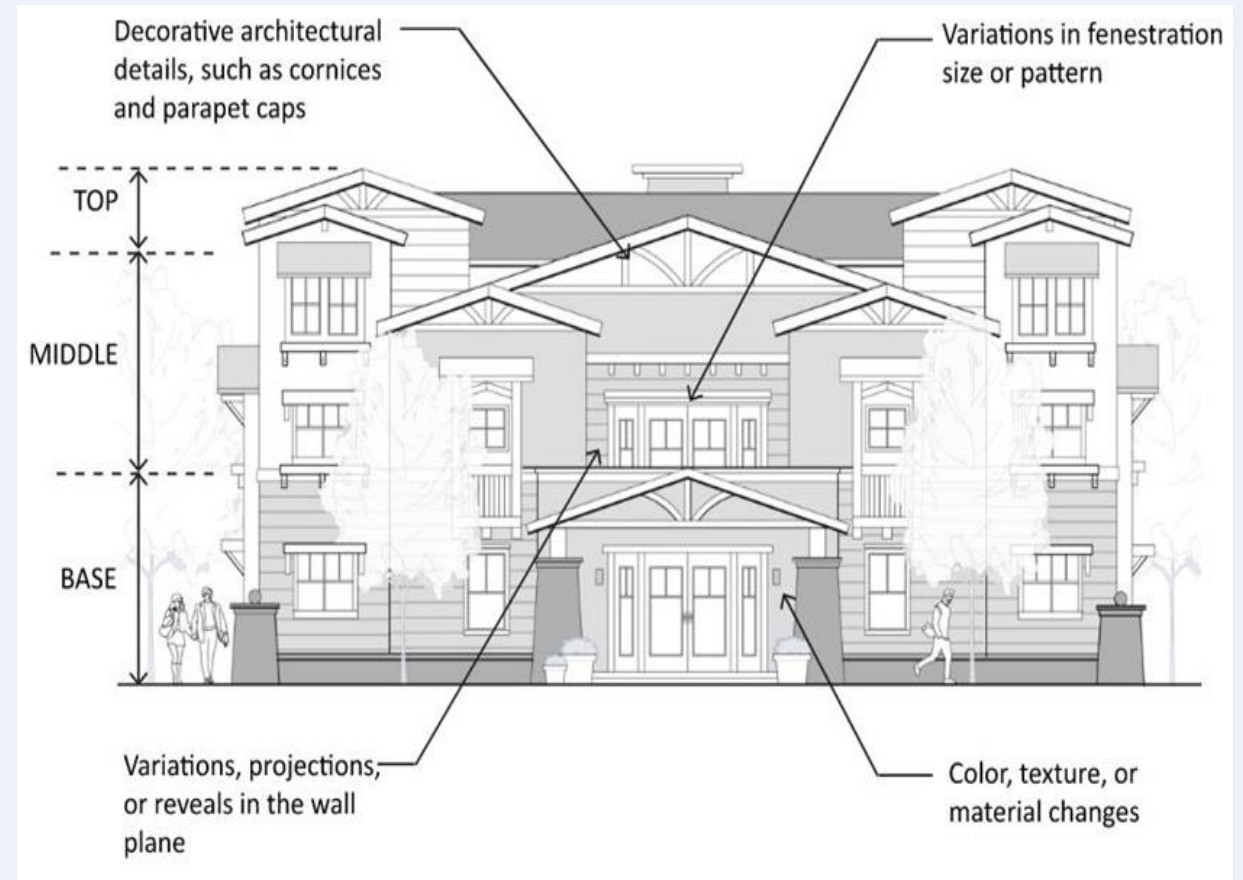 Decorative architectural
details, such as cornices
and parapet caps
Variations in fenestration
size or pattern
TOP
MIDDLE
BASE
Variations, projections,
or reveals in the wall
plane
Color, texture, or
material changes